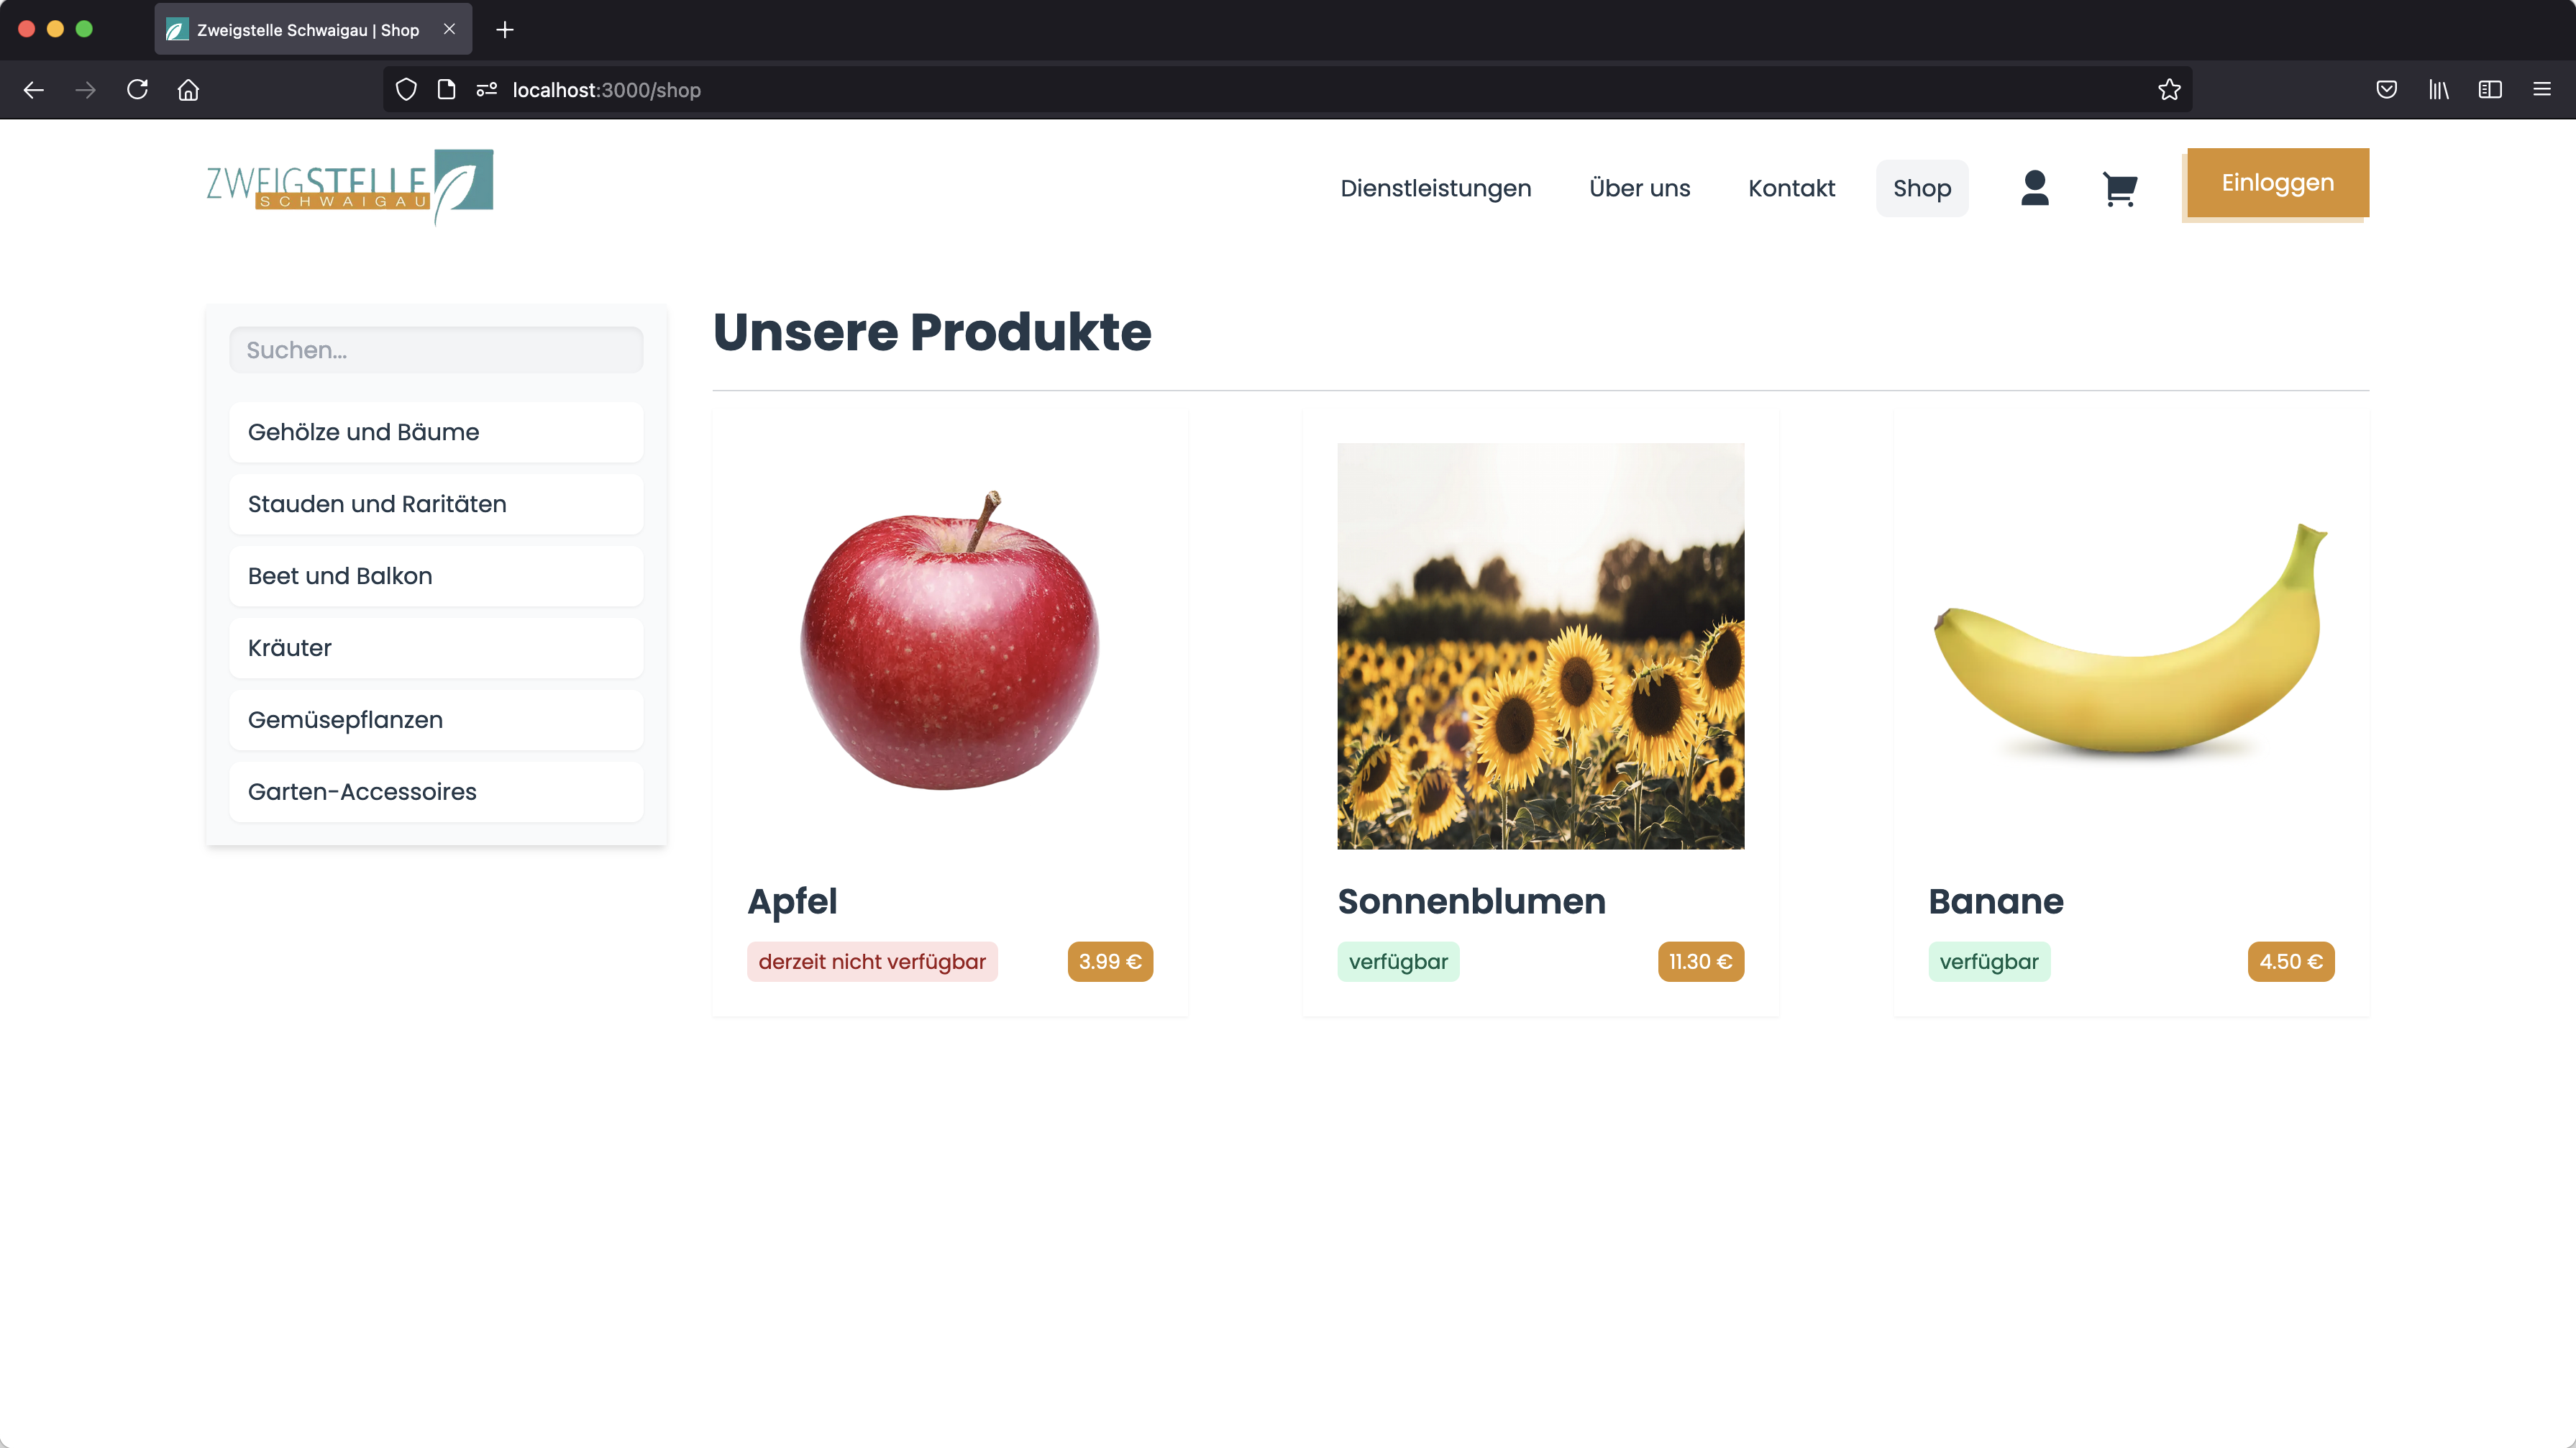 Zweigstelle Schwaigau | Shop
localhost:3000/shop
ZWEIGSTELLE
SCHWAIGAU
Dienstleistungen
Über uns
Kontakt
Shop
Einloggen
Suchen...
Gehölze und Bäume
Stauden und Raritäten
Beet und Balkon
Kräuter
Gemüsepflanzen
Garten-Accessoires
Unsere Produkte
Apfel
derzeit nicht verfügbar
3.99 €
Sonnenblumen
verfügbar
11.30 €
Banane
verfügbar
4.50 €